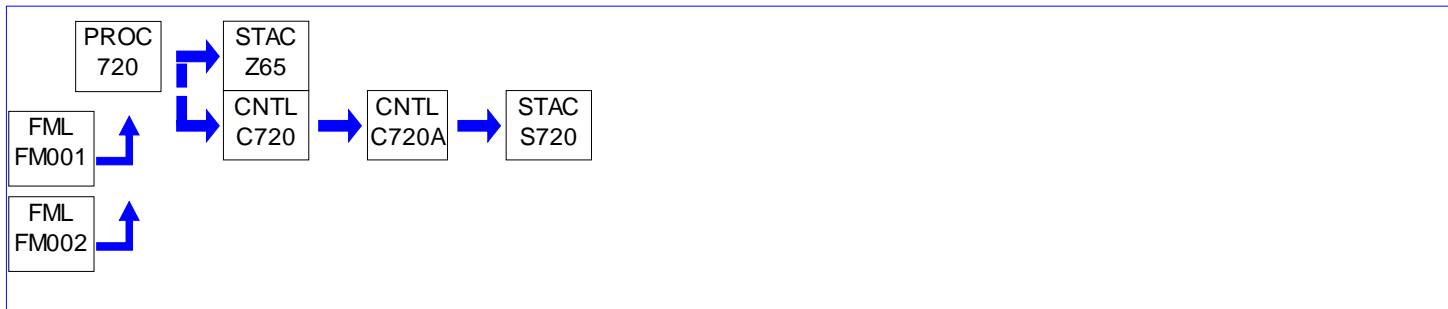 PROC
720
STAC
Z65
CNTL
C720
CNTL
C720A
STAC
S720
FML
FM001
FML
FM002